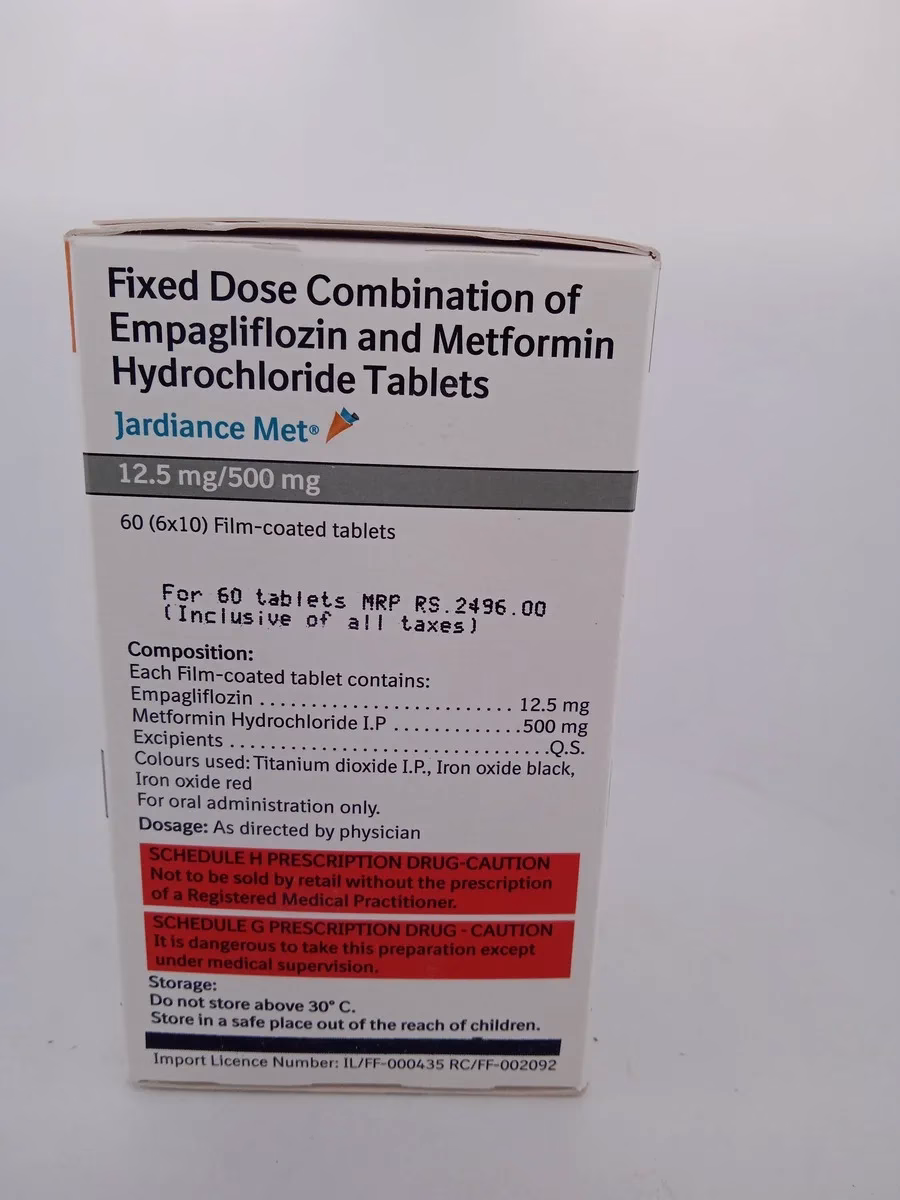 Fixed Dose Combination of
Empagliflozin and Metformin
Hydrochloride Tablets
Jardiance Met®
12.5 mg/500 mg
60 (6x10) Film-coated tablets
For 60 tablets MRP RS.2496.00
(Inclusive of all taxes)
Composition:
Each Film-coated tablet contains:
Empagliflozin ........................ 12.5 mg
Metformin Hydrochloride I.P .............500 mg
Excipients .................................Q.S.
Colours used: Titanium dioxide I.P., Iron oxide black,
Iron oxide red
For oral administration only.
Dosage: As directed by physician
SCHEDULE H PRESCRIPTION DRUG-CAUTION
Not to be sold by retail without the prescription
of a Registered Medical Practitioner.
SCHEDULE G PRESCRIPTION DRUG - CAUTION
It is dangerous to take this preparation except
under medical supervision.
Storage:
Do not store above 30° C.
Store in a safe place out of the reach of children.
Import Licence Number: IL/FF-000435 RC/FF-002092